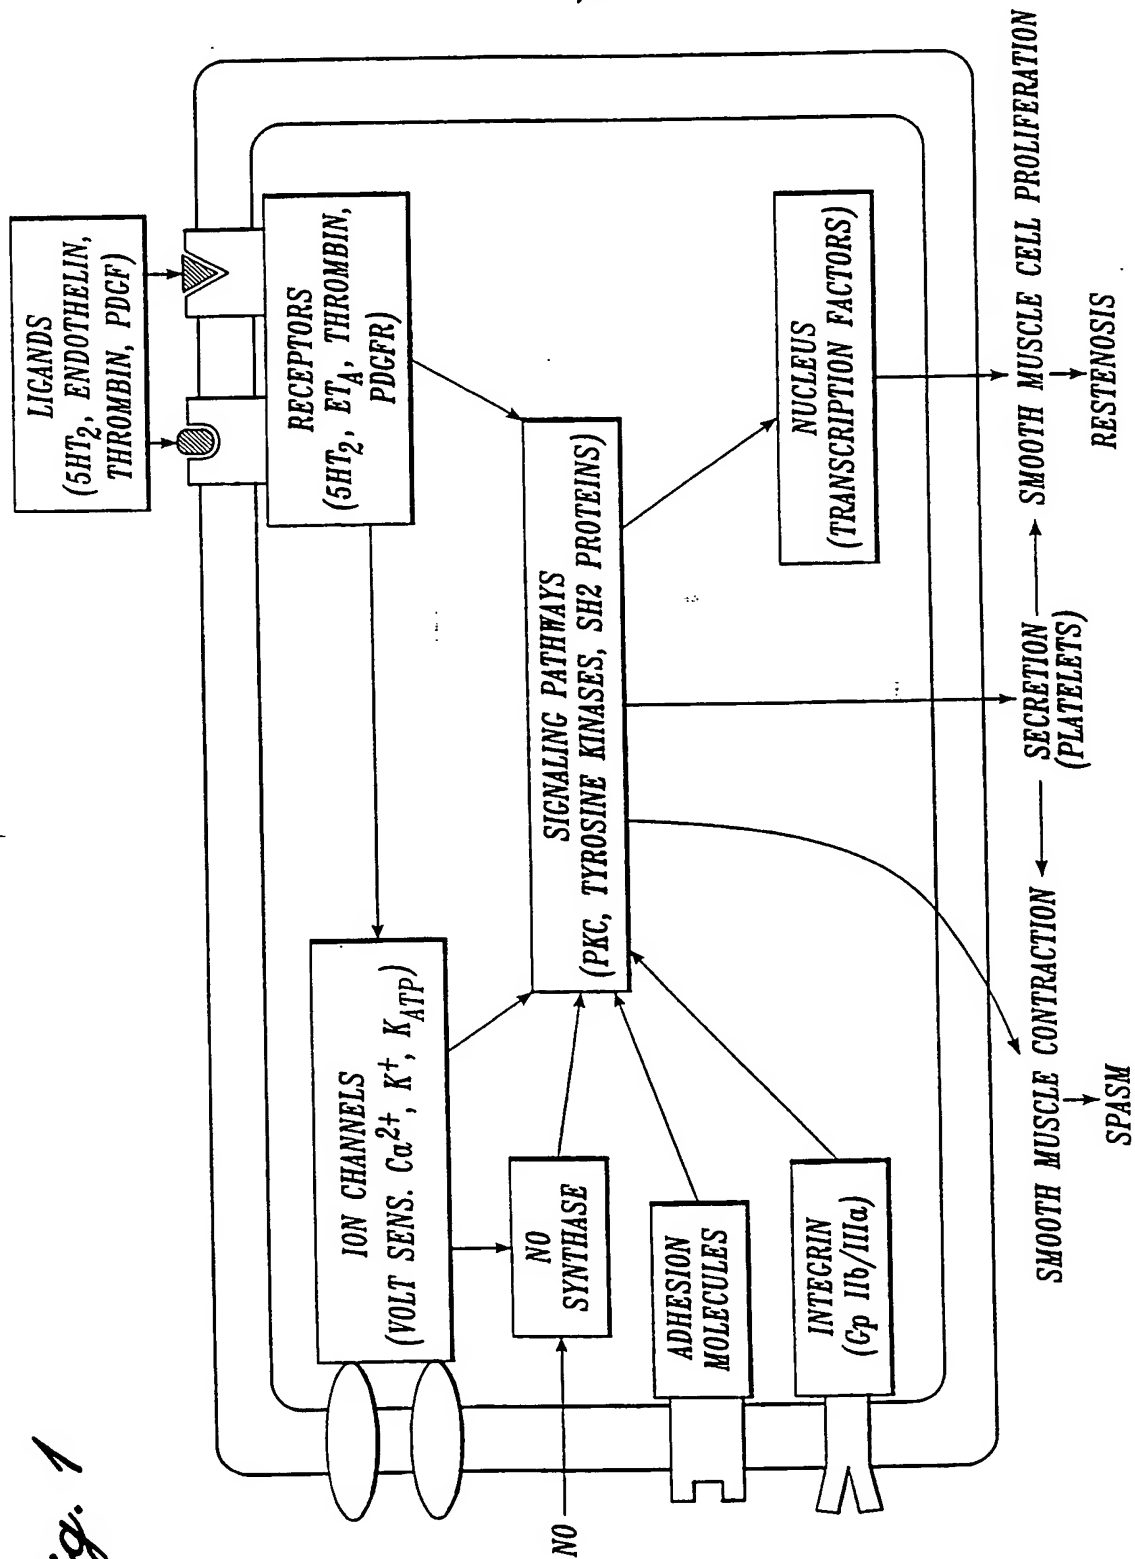 Fig. 1
LIGANDS
(5HT2, ENDOTHELIN,
THROMBIN, PDGF)
ION CHANNELS
(VOLT SENS. Ca2+, K+, KATP)
RECEPTORS
(5HT2, ETA, THROMBIN,
PDGFR)
NO
NO
SYNTHASE
SIGNALING PATHWAYS
(PKC, TYROSINE KINASES, SH2 PROTEINS)
ADHESION
MOLECULES
INTEGRIN
(Gp IIb/IIIa)
NUCLEUS
(TRANSCRIPTION FACTORS)
SMOOTH MUSCLE CONTRACTION
SECRETION
(PLATELETS)
SMOOTH MUSCLE CELL PROLIFERATION
SPASM
RESTENOSIS